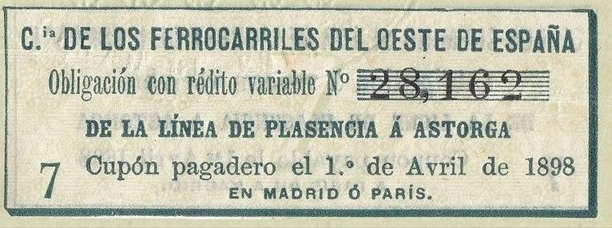 C.ia DE LOS FERROCARRILES DEL OESTE DE ESPAÑA
Obligación con rédito variable No 28,162
DE LA LÍNEA DE PLASENCIA Á ASTORGA
7 Cupón pagadero el 1.º de Avril de 1898
EN MADRID Ó PARÍS.